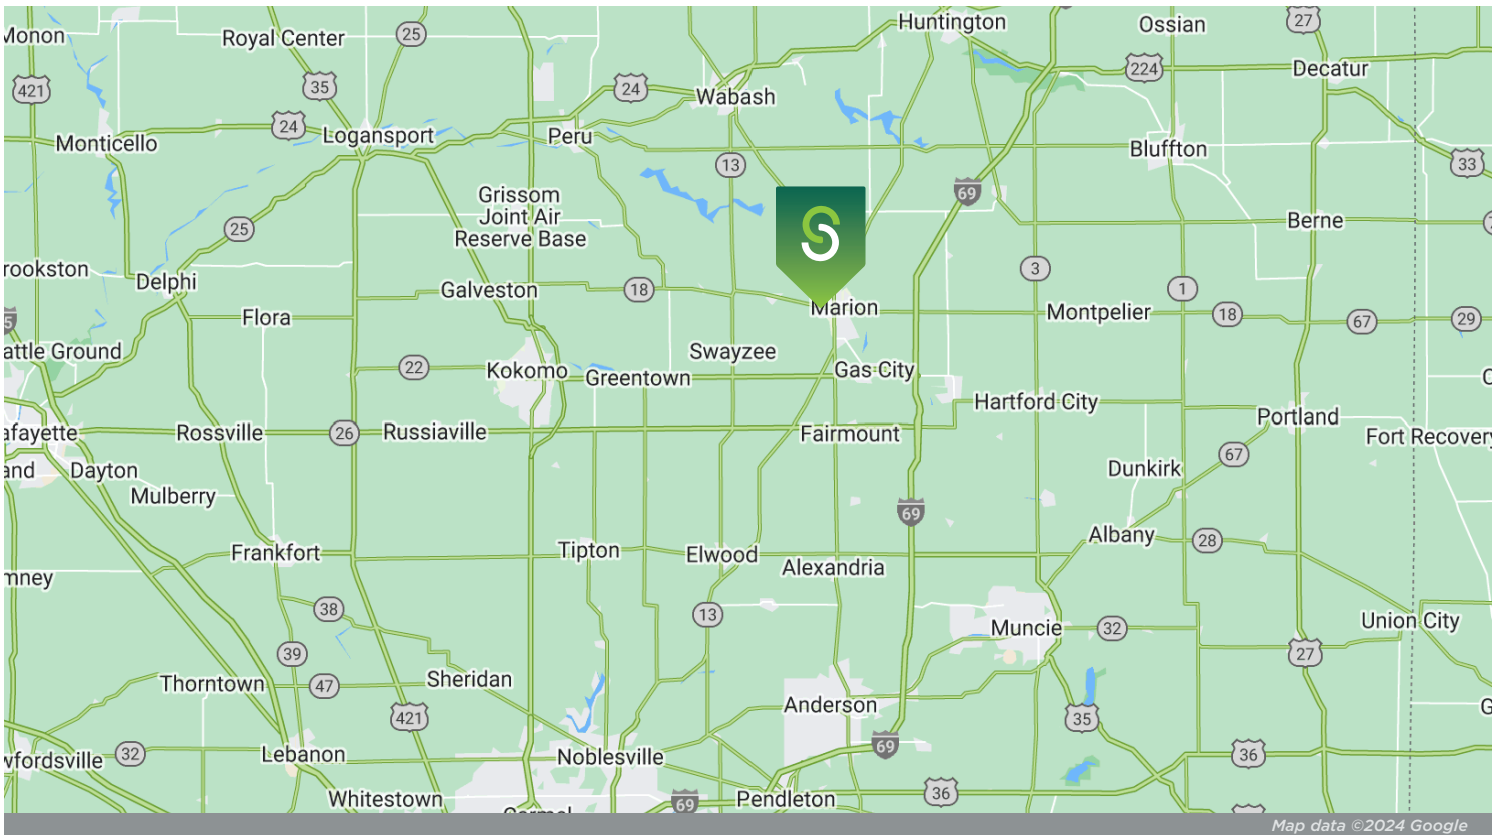 Huntington
Ossian
27
Monon
Royal Center
25
224
Decatur
421
35
24
Wabash
24
Logansport
Peru
Monticello
Bluffton
13
33
69
Grissom
Joint Air
Reserve Base
25
Berne
rookston
Delphi
3
Galveston
18
1
Marion
Montpelier
18
67
29
Flora
5
attle Ground
Swayzee
22
Kokomo
Greentown
Gas City
Hartford City
Portland
afayette
Rossville
26
Russiaville
Fairmount
Fort Recovery
67
and
Dayton
Dunkirk
Mulberry
69
Albany
28
Frankfort
Tipton
Elwood
Alexandria
mney
38
13
Muncie
32
Union City
39
27
Thorntown
47
Sheridan
Anderson
421
35
G
69
wfordsville
32
Lebanon
Noblesville
36
Whitestown
69
Pendleton
36
Carmel
Map data ©2024 Google